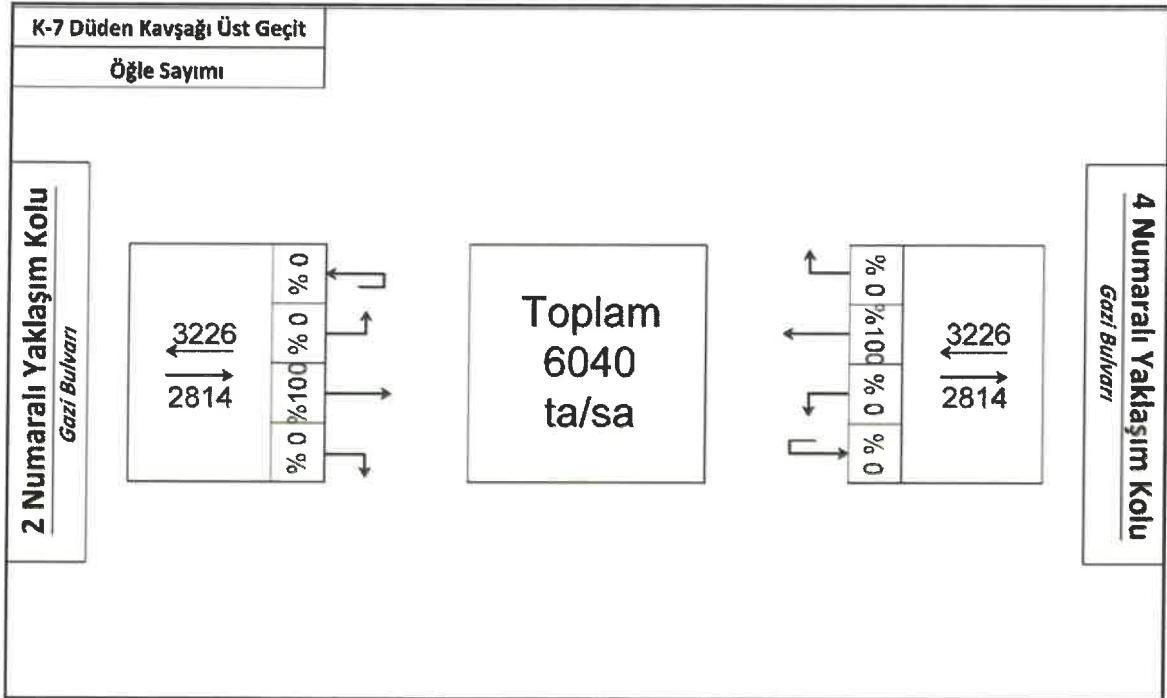 K-7 Düden Kavşağı Üst Geçit
Öğle Sayımı
2 Numaralı Yaklaşım Kolu
Gazi Bulvarı
3226
2814
% 0
% 0
%100
% 0
Toplam
6040
ta/sa
% 0
%100
% 0
% 0
3226
2814
4 Numaralı Yaklaşım Kolu
Gazi Bulvarı